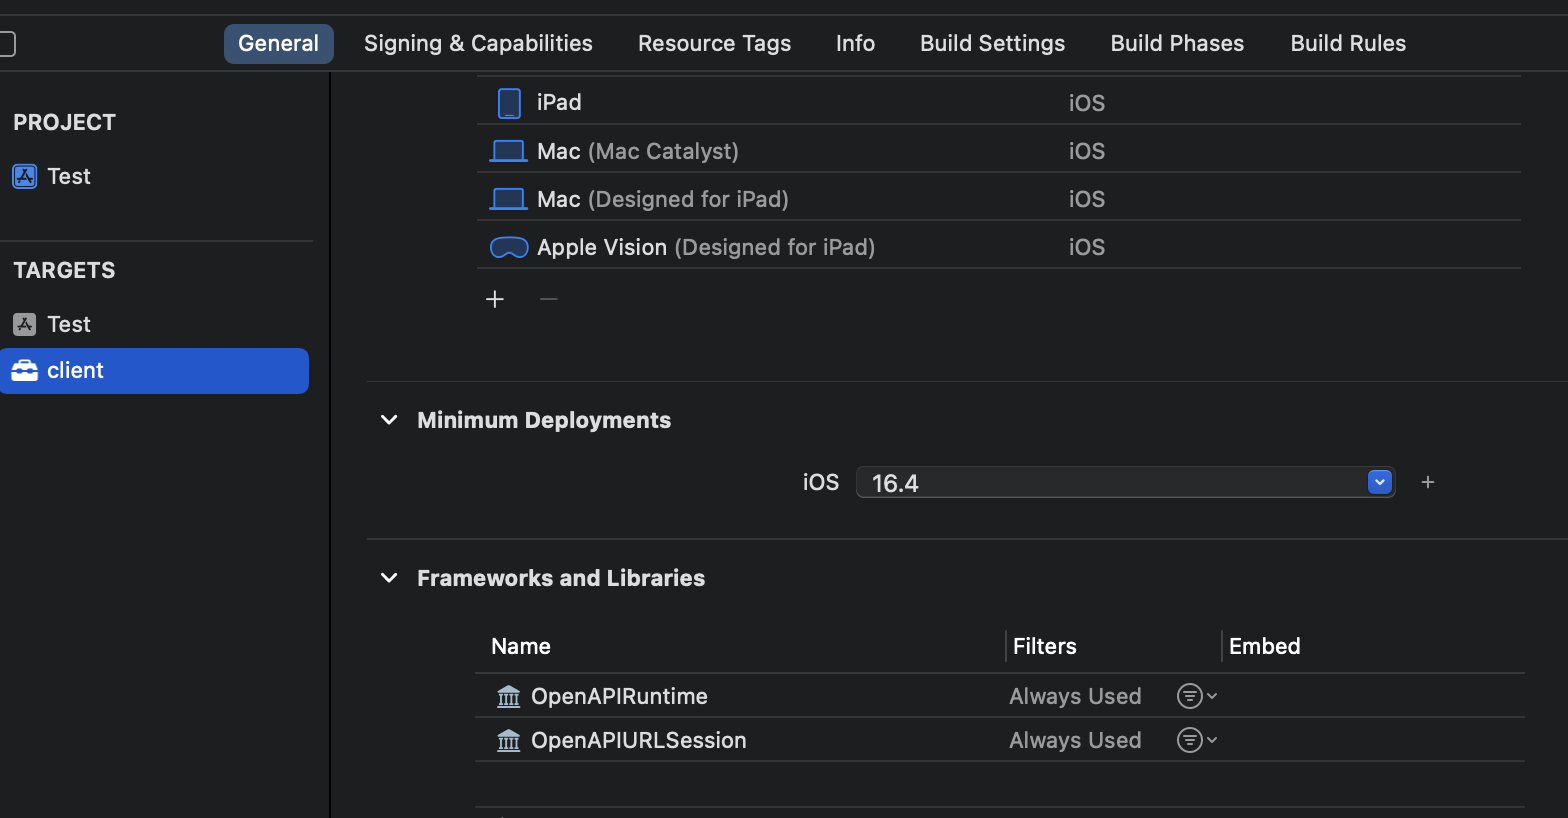 General Signing & Capabilities Resource Tags Info Build Settings Build Phases Build Rules
PROJECT
Test
TARGETS
Test
client
iPad iOS
Mac (Mac Catalyst) iOS
Mac (Designed for iPad) iOS
Apple Vision (Designed for iPad) iOS
Minimum Deployments
iOS 16.4
Frameworks and Libraries
Name Filters Embed
OpenAPIRuntime Always Used
OpenAPIURLSession Always Used